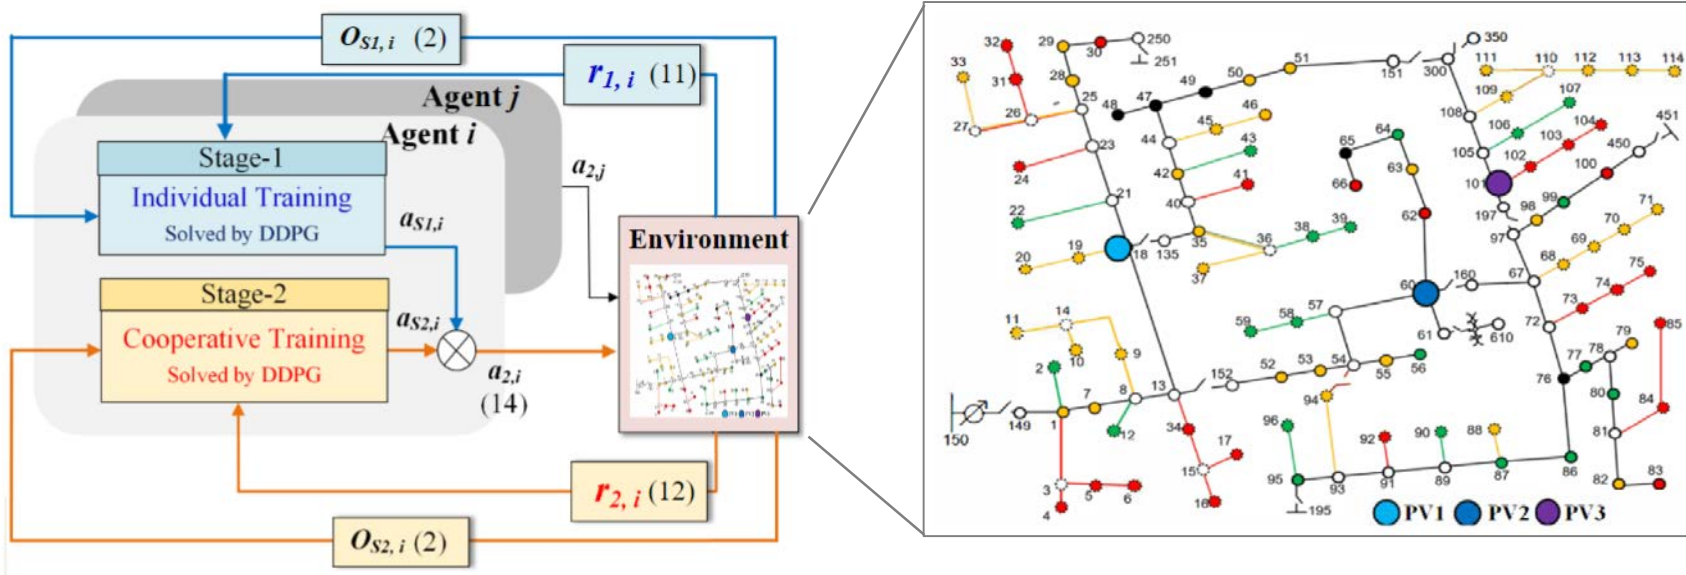 O_{S1, i} (2)
r_{1, i} (11)
Agent j
Agent i
Stage-1
Individual Training
Solved by DDPG
a_{S1,i}
a_{2,j}
Environment
Stage-2
Cooperative Training
Solved by DDPG
a_{S2,i}
a_{2,i}
(14)
r_{2, i} (12)
O_{S2, i} (2)
32 29 30 250 251 33 31 28 25 26 27
49 50 51 151 300 350 48 47 46 45 44 43
111 110 112 113 114 109 107 108 106 104 103 105 102 101
451 450 100 99 98 197 97
23 24 21 22 42 41 40 39 38 36 35 37 135 18 19 20
64 65 63 66 62 60 160 67 61 610
71 70 69 68 75 74 73 72
59 58 57 11 14 10 9 2 7 8 12 13 152 52 53 54 55 56
85 79 78 77 76 80 84 81 82 83 86
150 149 1 3 4 5 6 34 17 15 16
94 96 95 195 93 92 91 90 89 88 87
PV1 PV2 PV3